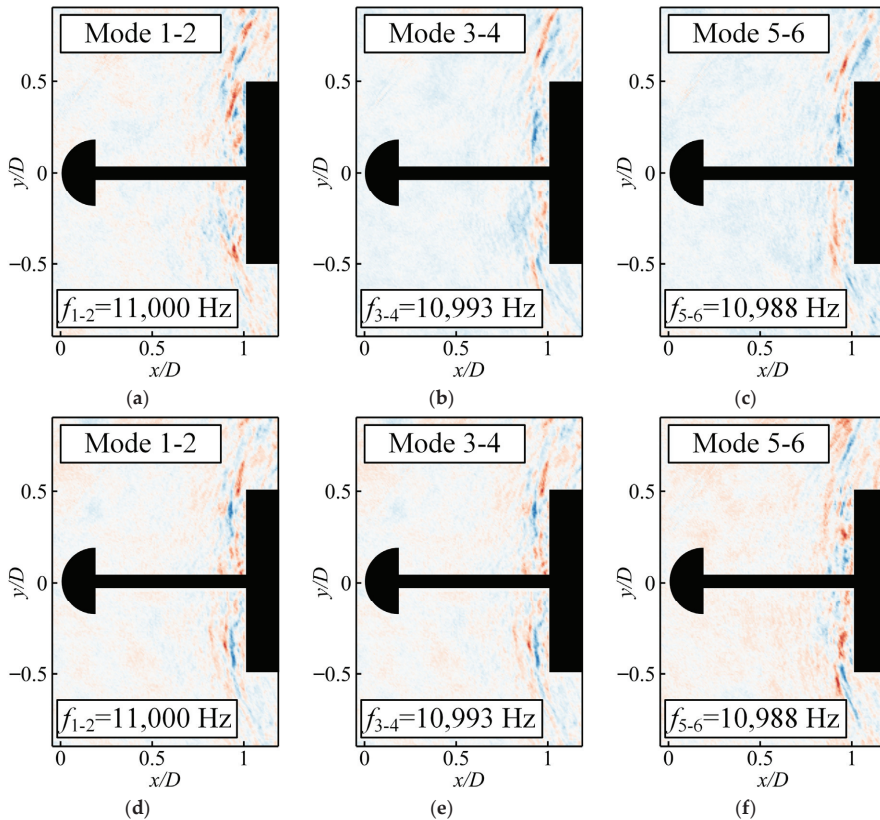 Mode 1-2
Mode 3-4
Mode 5-6
0.5
0
−0.5
y/D
0.5
0
−0.5
y/D
0.5
0
−0.5
y/D
f1-2=11,000 Hz
f3-4=10,993 Hz
f5-6=10,988 Hz
0 0.5 1
0 0.5 1
0 0.5 1
x/D
x/D
x/D
(a)
(b)
(c)
Mode 1-2
Mode 3-4
Mode 5-6
0.5
0
−0.5
y/D
0.5
0
−0.5
y/D
0.5
0
−0.5
y/D
f1-2=11,000 Hz
f3-4=10,993 Hz
f5-6=10,988 Hz
0 0.5 1
0 0.5 1
0 0.5 1
x/D
x/D
x/D
(d)
(e)
(f)